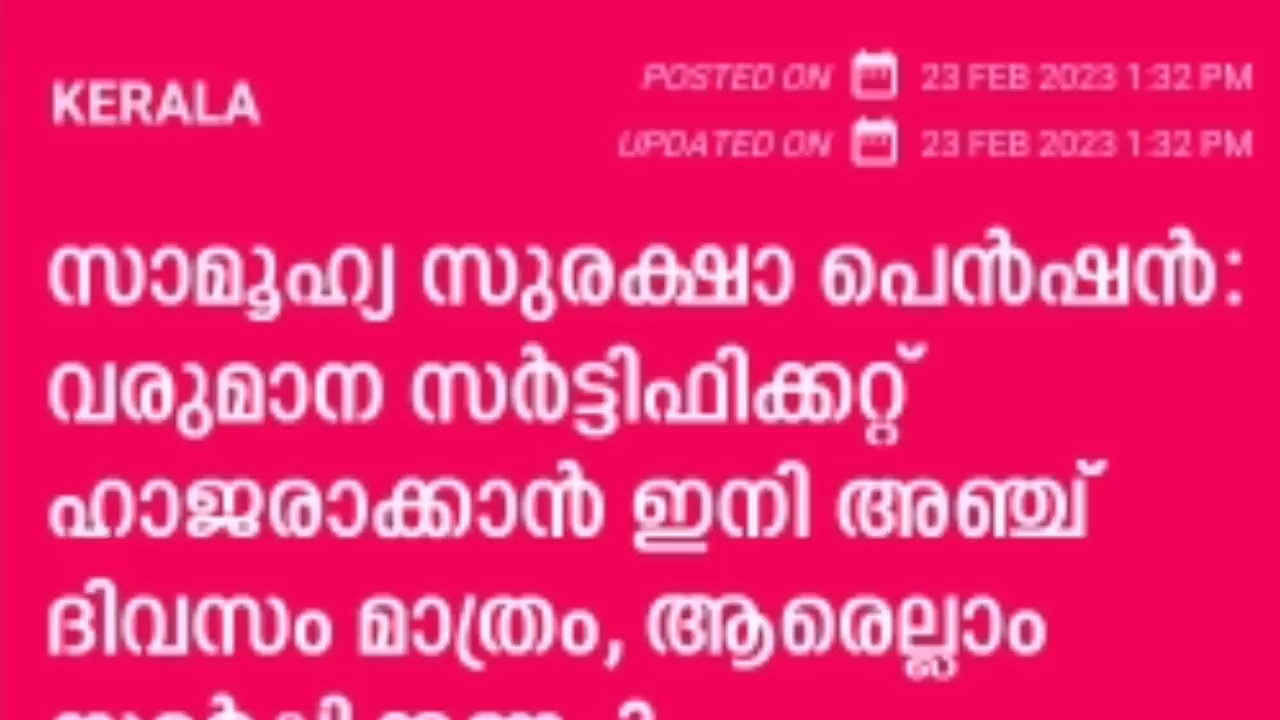 KERALA
POSTED ON 23 FEB 2023 1:32 PM
UPDATED ON 23 FEB 2023 1:32 PM
സാമൂഹ്യ സുരക്ഷാ പെൻഷൻ:
വരുമാന സർട്ടിഫിക്കറ്റ്
ഹാജരാക്കാൻ ഇനി അഞ്ച്
ദിവസം മാത്രം, ആരെല്ലാം